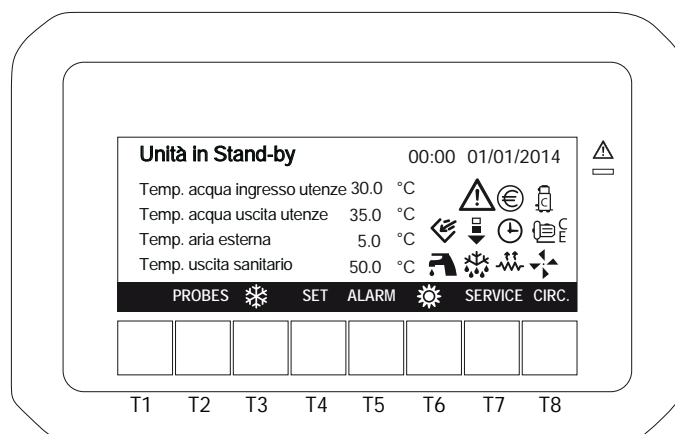 Unità in Stand-by 00:00 01/01/2014
Temp. acqua ingresso utenze 30.0 °C
Temp. acqua uscita utenze 35.0 °C
Temp. aria esterna 5.0 °C
Temp. uscita sanitario 50.0 °C
€ C
C E
PROBES SET ALARM SERVICE CIRC.
T1 T2 T3 T4 T5 T6 T7 T8